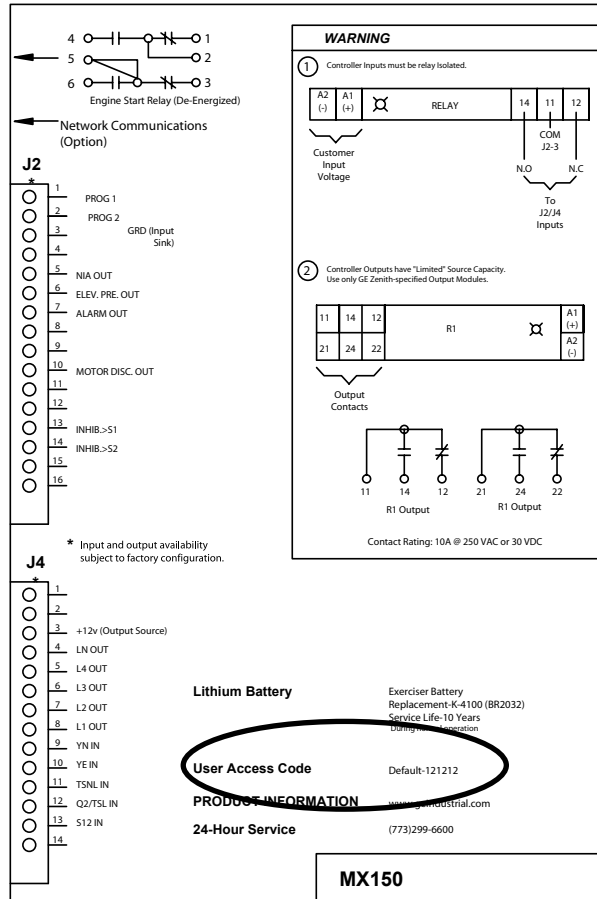 4 1
5 2
6 3
Engine Start Relay (De-Energized)
Network Communications
(Option)
J2
*
1 PROG 1
2 PROG 2
3 GRD (Input
Sink)
4
5 NIA OUT
6 ELEV. PRE. OUT
7 ALARM OUT
8
9
10 MOTOR DISC. OUT
11
12
13 INHIB.>S1
14 INHIB.>S2
15
16
* Input and output availability
subject to factory configuration.
J4
*
1
2
3 +12v (Output Source)
4 LN OUT
5 L4 OUT
6 L3 OUT
7 L2 OUT
8 L1 OUT
9 YN IN
10 YE IN
11 TSNL IN
12 Q2/TSL IN
13 S12 IN
14
WARNING
1 Controller Inputs must be relay Isolated.
A2 A1 RELAY 14 11 12
(-) (+)
COM
J2-3
Customer
Input
Voltage
N.O N.C
To
J2/J4
Inputs
2 Controller Outputs have "Limited" Source Capacity.
Use only GE Zenith-specified Output Modules.
11 14 12 R1 A1
(+)
21 24 22 A2
(-)
Output
Contacts
11 14 12 21 24 22
R1 Output R1 Output
Contact Rating: 10A @ 250 VAC or 30 VDC
Lithium Battery Exerciser Battery
Replacement-K-4100 (BR2032)
Service Life-10 Years
During operation
User Access Code Default-121212
PRODUCT INFORMATION www.geindustrial.com
24-Hour Service (773)299-6600
MX150